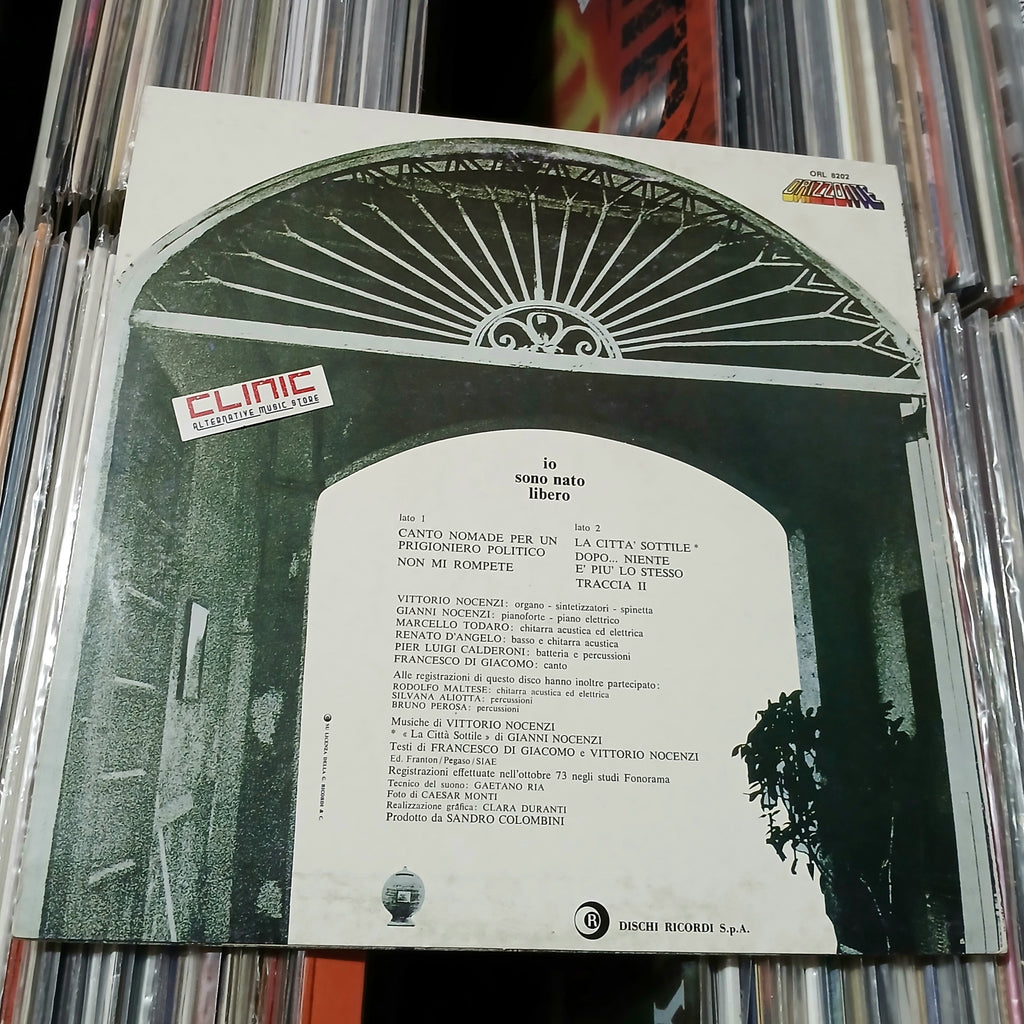 ORL 8202
ORIZZONTE
CLINIC
ALTERNATIVE MUSIC STORE
io
sono nato
libero
lato 1
CANTO NOMADE PER UN
PRIGIONIERO POLITICO
NON MI ROMPETE
lato 2
LA CITTA' SOTTILE *
DOPO... NIENTE
E' PIU' LO STESSO
TRACCIA II
VITTORIO NOCENZI: organo - sintetizzatori - spinetta
GIANNI NOCENZI: pianoforte - piano elettrico
MARCELLO TODARO: chitarra acustica ed elettrica
RENATO D'ANGELO: basso e chitarra acustica
PIER LUIGI CALDERONI: batteria e percussioni
FRANCESCO DI GIACOMO: canto
Alle registrazioni di questo disco hanno inoltre partecipato:
RODOLFO MALTESE: chitarra acustica ed elettrica
SILVANA ALIOTTA: percussioni
BRUNO PEROSA: percussioni
Musiche di VITTORIO NOCENZI
* « La Città Sottile » di GIANNI NOCENZI
Testi di FRANCESCO DI GIACOMO e VITTORIO NOCENZI
Ed. Franton/Pegaso/SIAE
Registrazioni effettuate nell'ottobre 73 negli studi Fonorama
Tecnico del suono: GAETANO RIA
Foto di CAESAR MONTI
Realizzazione gráfica: CLARA DURANTI
Prodotto da SANDRO COLOMBINI
LICENZA DELLA G. RICORDI & C.
R DISCHI RICORDI S.p.A.